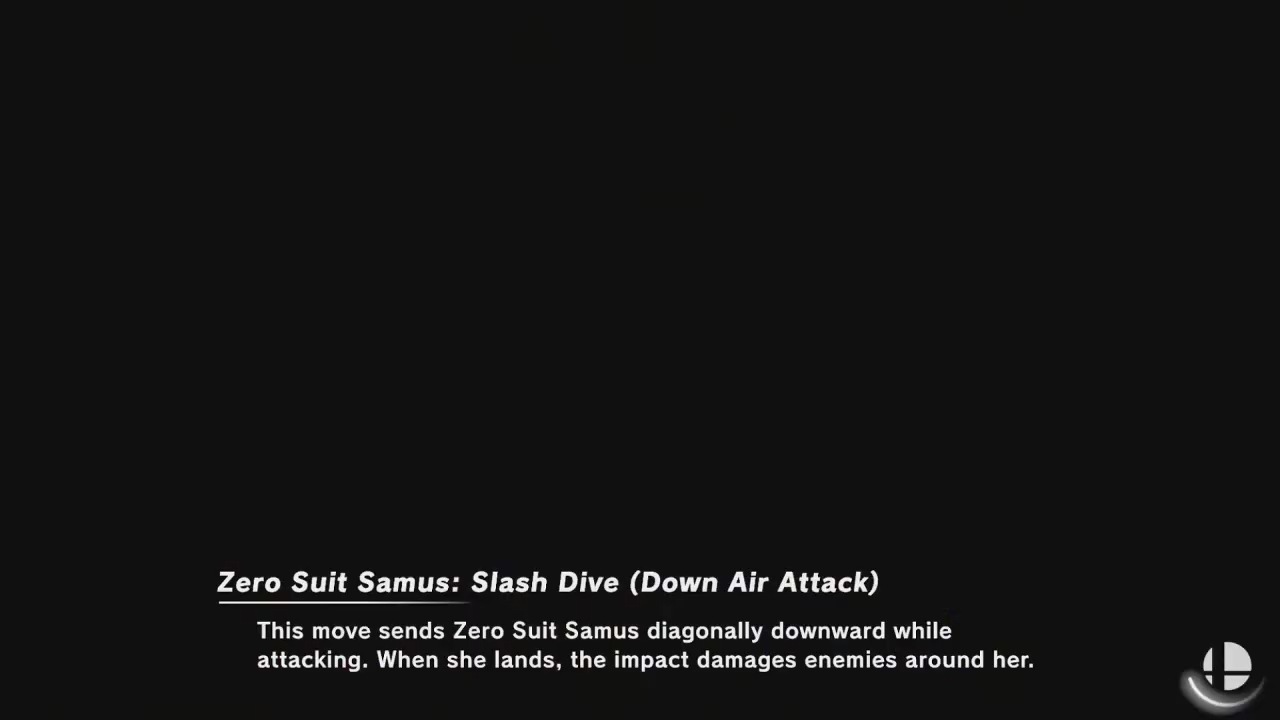 Zero Suit Samus: Slash Dive (Down Air Attack)
This move sends Zero Suit Samus diagonally downward while
attacking. When she lands, the impact damages enemies around her.